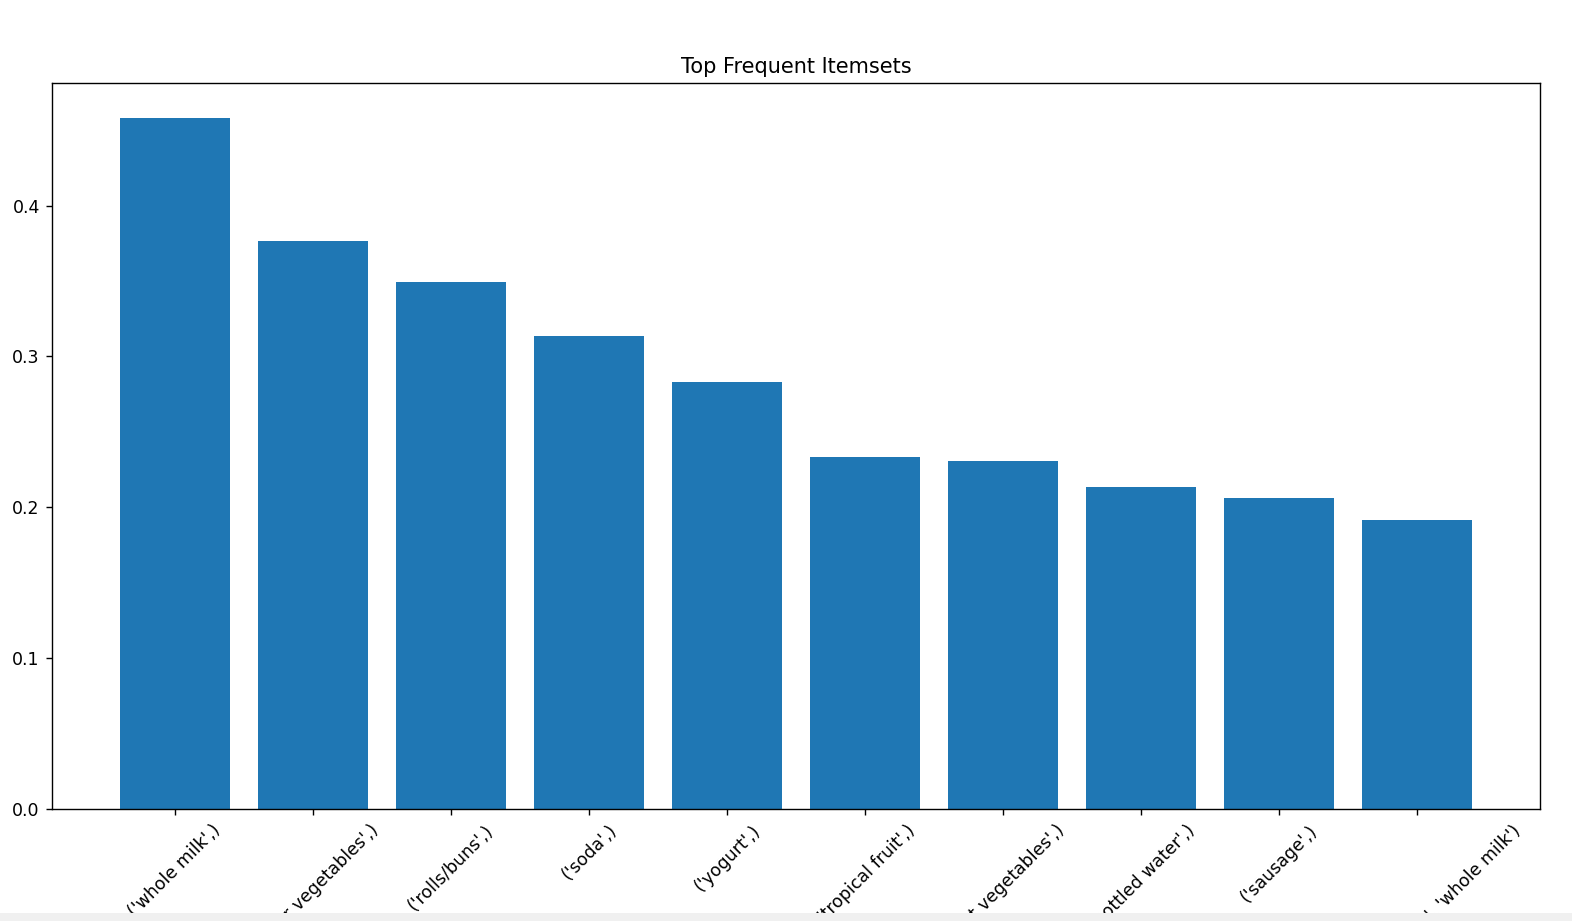 Top Frequent Itemsets
0.4
0.3
0.2
0.1
0.0
('whole milk',)
vegetables',)
('rolls/buns',)
('soda',)
('yogurt',)
'tropical fruit',)
vegetables',)
water',)
('sausage',)
'whole milk')